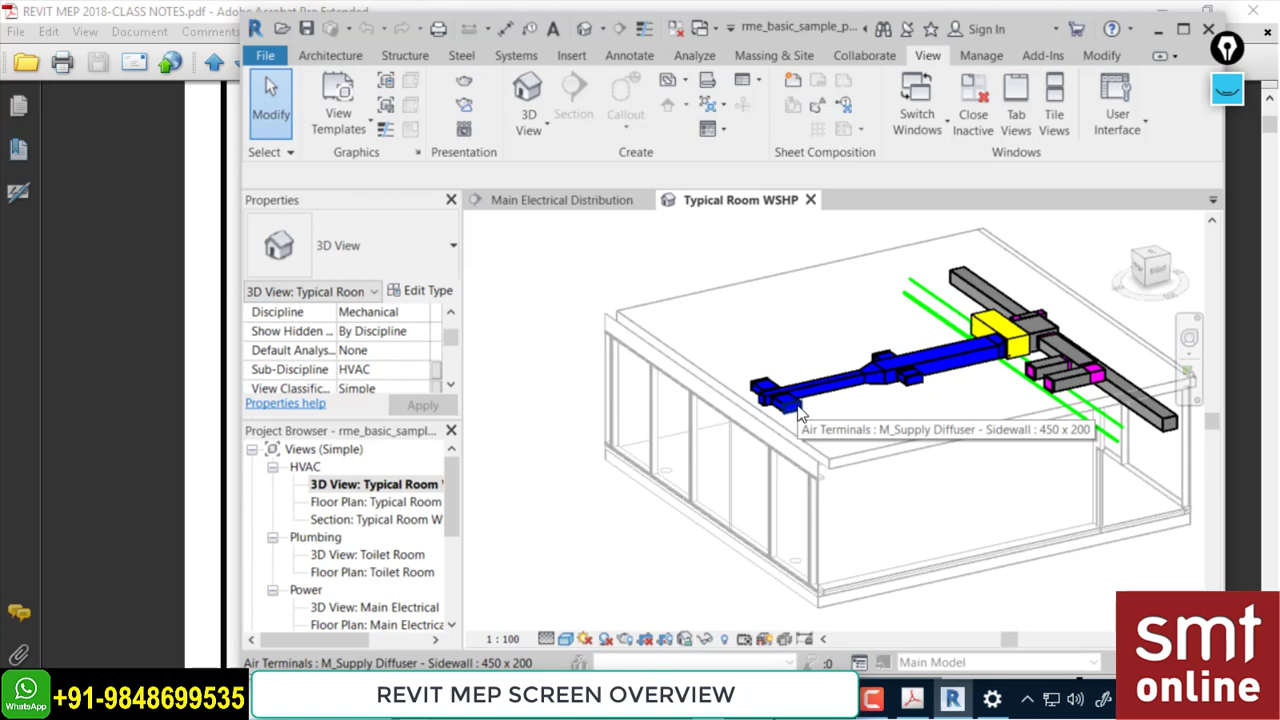 REVIT MEP 2018-CLASS NOTES.pdf - Adobe Acrobat Pro Extended
File Edit View Document Comments
rme_basic_sample_p...
Sign In
File Architecture Structure Steel Systems Insert Annotate Analyze Massing & Site Collaborate View Manage Add-Ins Modify
Modify
View Templates
3D View
Section
Callout
Switch Windows
Close Inactive
Tab Views
Tile Views
User Interface
Select Graphics Presentation Create Sheet Composition Windows
Properties
Main Electrical Distribution
Typical Room WSHP
3D View
3D View: Typical Roon
Edit Type
Discipline Mechanical
Show Hidden ... By Discipline
Default Analys... None
Sub-Discipline HVAC
View Classific... Simple
Properties help
Apply
Project Browser - rme_basic_sampl...
Views (Simple)
HVAC
3D View: Typical Room
Floor Plan: Typical Room
Section: Typical Room W
Plumbing
3D View: Toilet Room
Floor Plan: Toilet Room
Power
3D View: Main Electrical
Floor Plan: Main Electrica
RIGHT
Air Terminals : M_Supply Diffuser - Sidewall : 450 x 200
1 : 100
Air Terminals : M_Supply Diffuser - Sidewall : 450 x 200
:0
Main Model
WhatsApp
+91-9848699535
REVIT MEP SCREEN OVERVIEW
smt
online